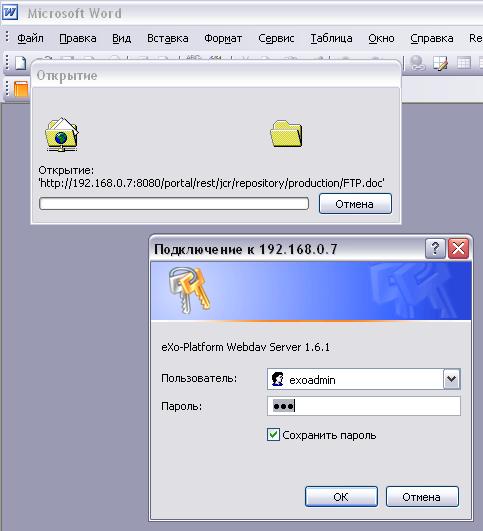 Microsoft Word
Файл Правка Вид Вставка Формат Сервис Таблица Окно Справка Re
Открытие
Открытие:
'http://192.168.0.7:8080/portal/rest/jcr/repository/production/FTP.doc'
Отмена
Подключение к 192.168.0.7
eXo-Platform Webdav Server 1.6.1
Пользователь: exoadmin
Пароль: ●●●
Сохранить пароль
OK Отмена